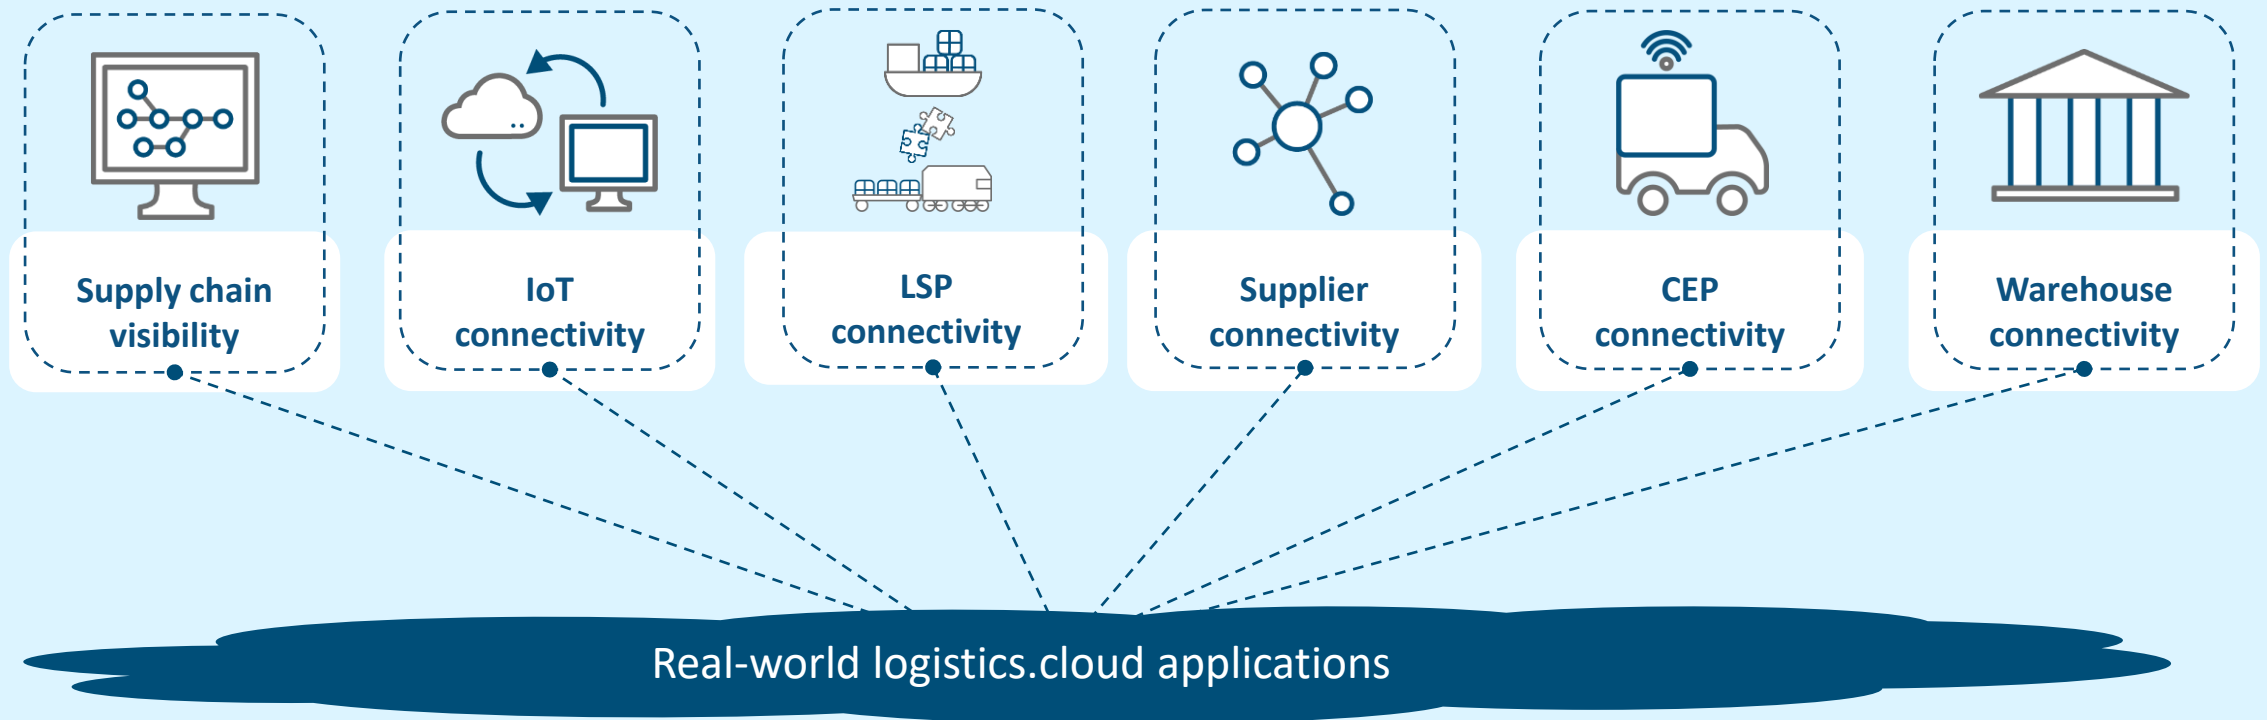 Supply chain
visibility
IoT
connectivity
LSP
connectivity
Supplier
connectivity
CEP
connectivity
Warehouse
connectivity
Real-world logistics.cloud applications